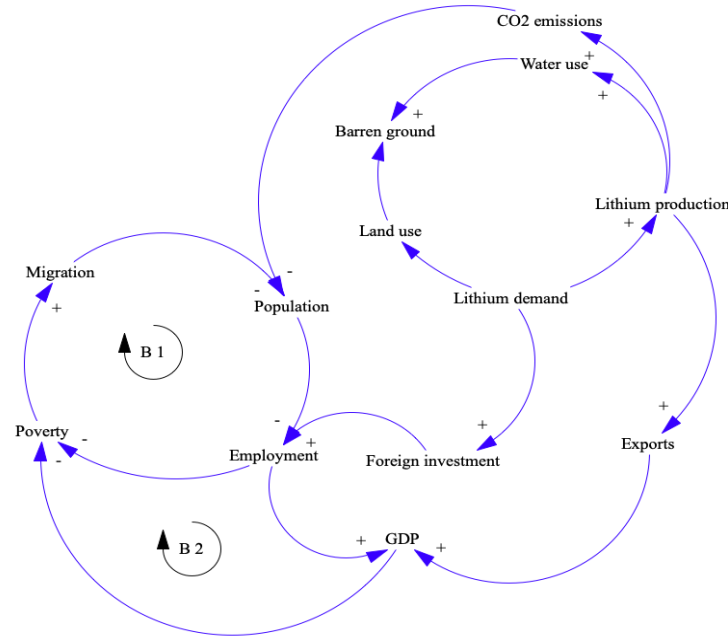 CO2 emissions
+
Water use
+
+
Barren ground
Lithium production
+
Land use
Migration
-
Lithium demand
+
-
Population
B 1
Poverty
-
-
+
+
Exports
-
Employment
+
Foreign investment
-
B 2
+
GDP
+